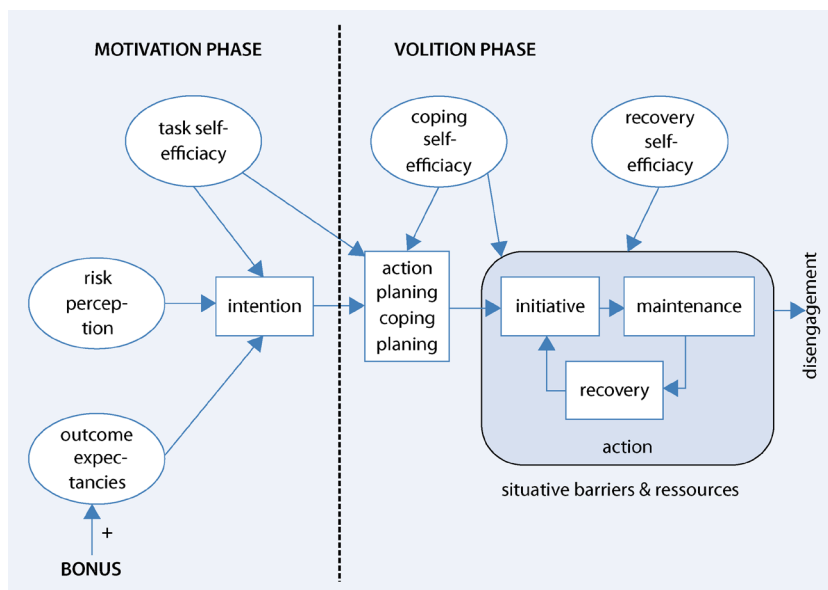 MOTIVATION PHASE
VOLITION PHASE
task self-
efficiacy
coping
self-
efficiacy
recovery
self-
efficiacy
risk
percep-
tion
intention
action
planing
coping
planing
initiative
maintenance
recovery
action
disengagement
outcome
expec-
tancies
situative barriers & ressources
+
BONUS